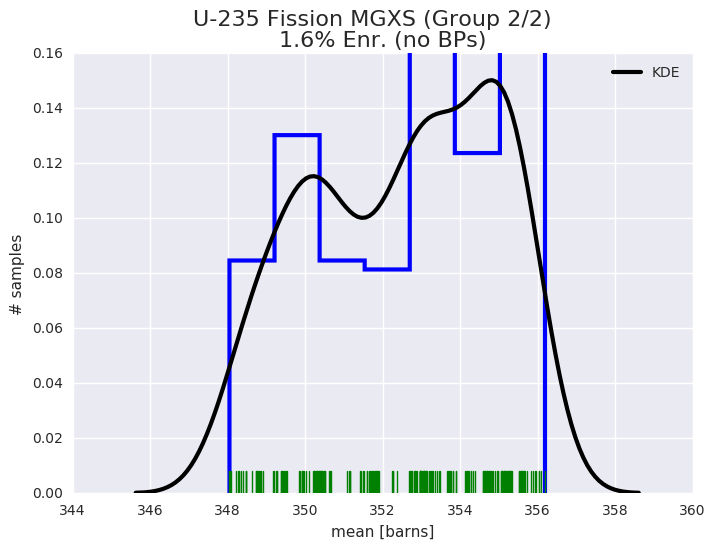 U-235 Fission MGXS (Group 2/2)
1.6% Enr. (no BPs)
KDE
0.16
0.14
0.12
0.10
0.08
0.06
0.04
0.02
0.00
# samples
344 346 348 350 352 354 356 358 360
mean [barns]